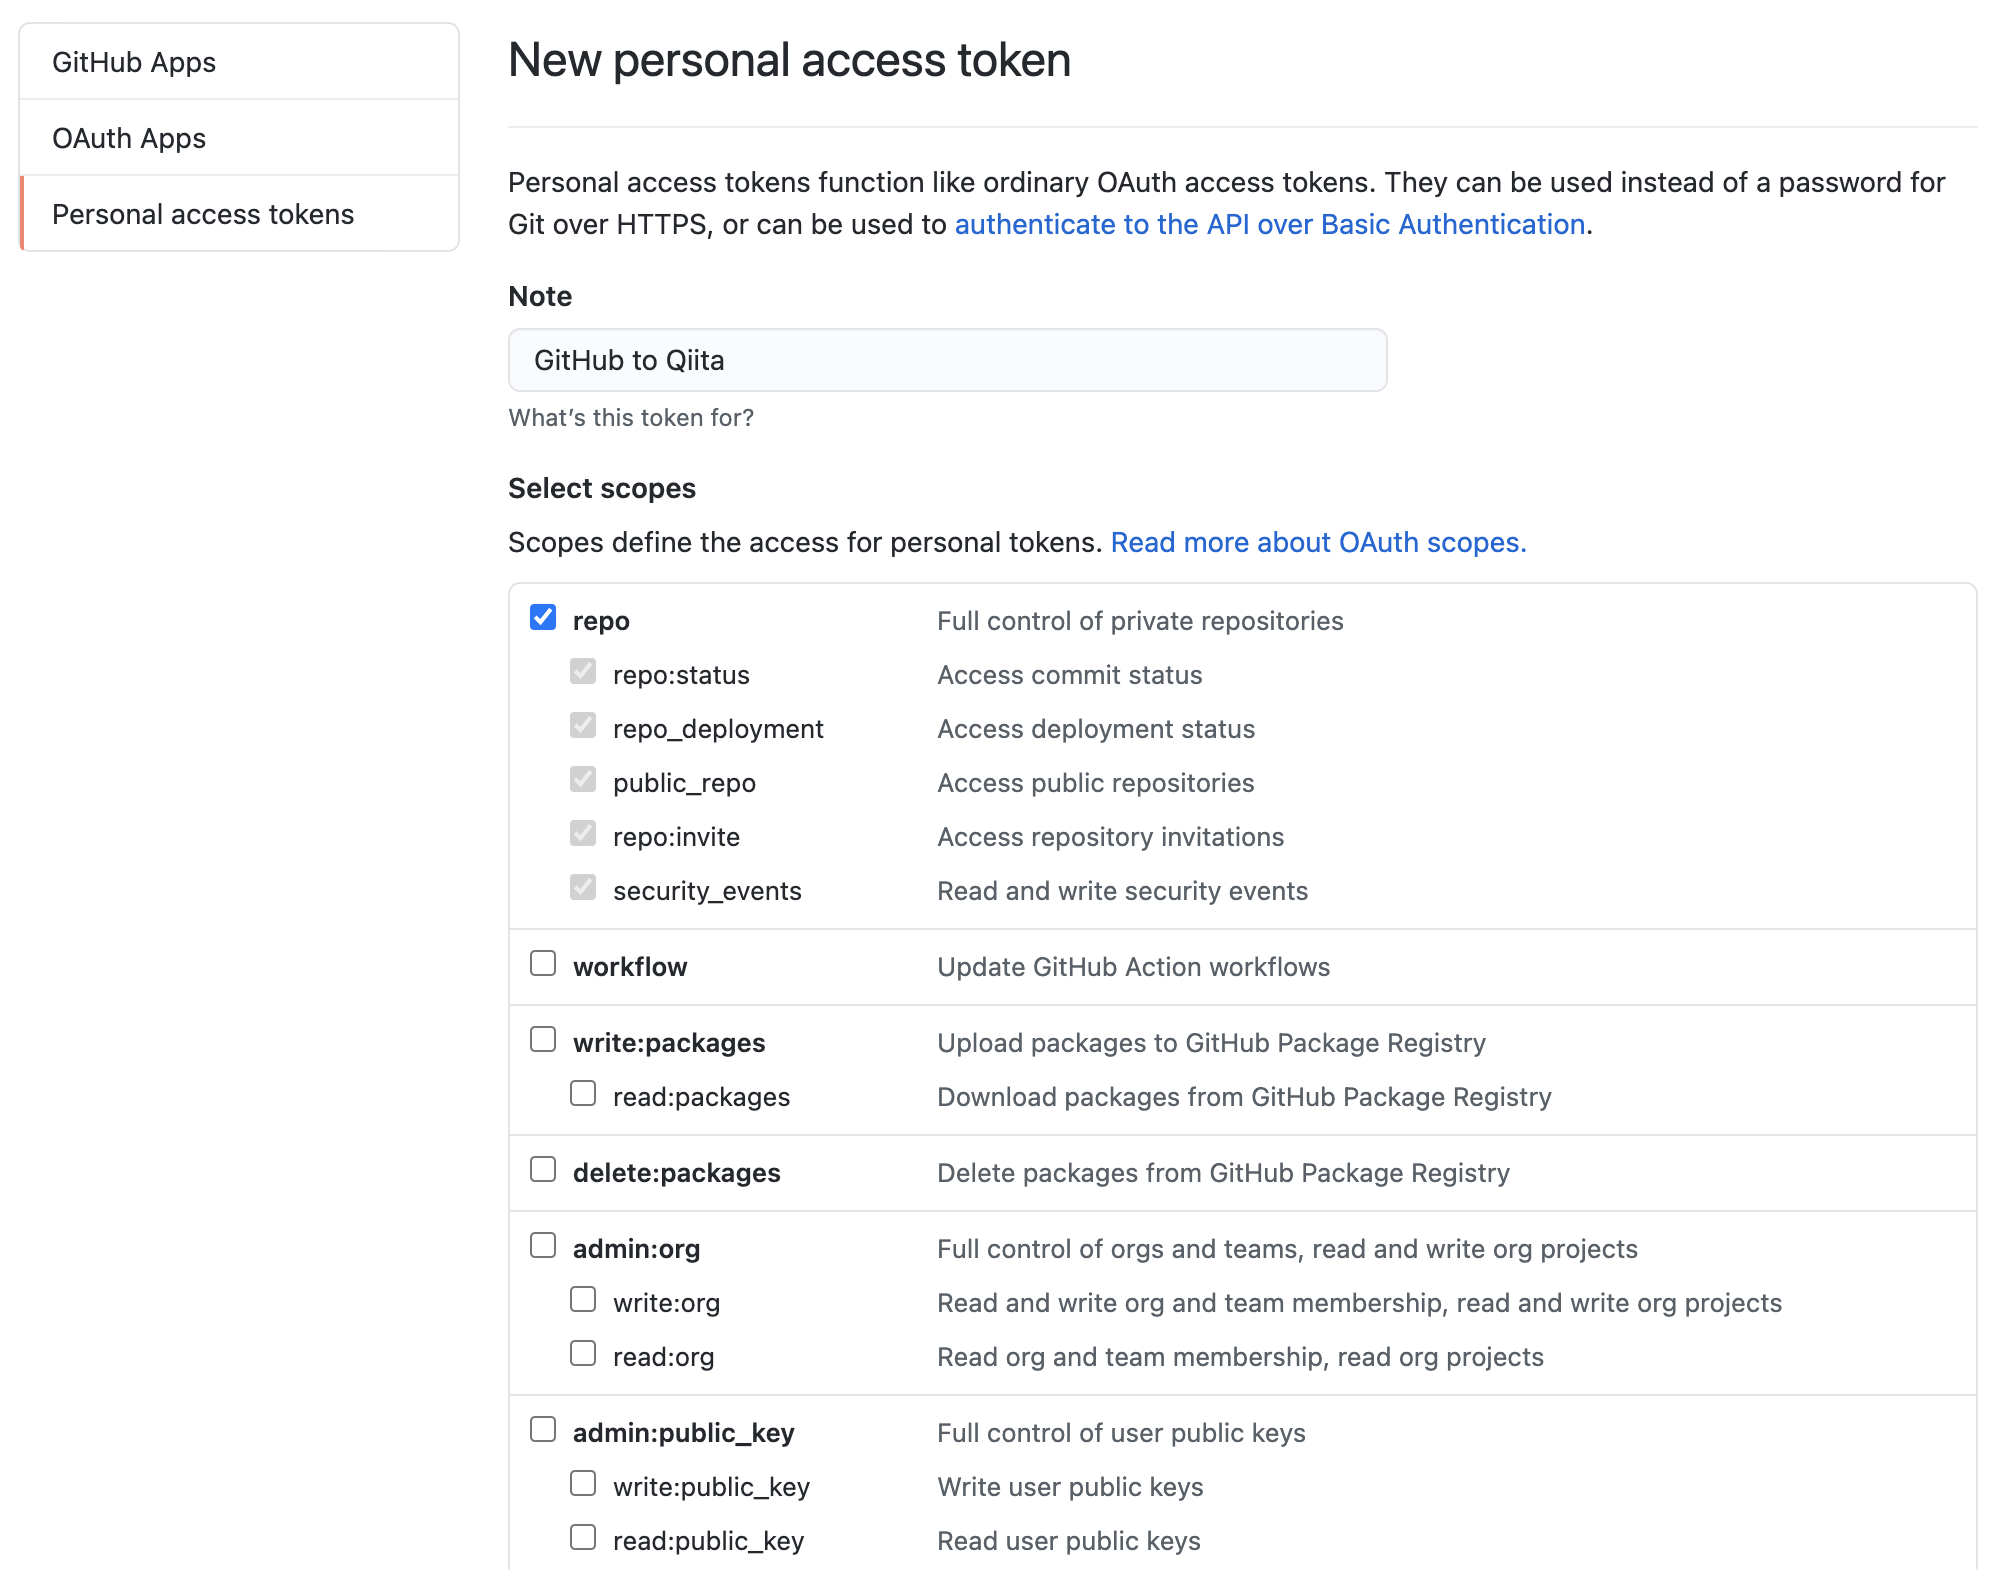 GitHub Apps
OAuth Apps
Personal access tokens
New personal access token
Personal access tokens function like ordinary OAuth access tokens. They can be used instead of a password for
Git over HTTPS, or can be used to authenticate to the API over Basic Authentication.
Note
GitHub to Qiita
What's this token for?
Select scopes
Scopes define the access for personal tokens. Read more about OAuth scopes.
repo Full control of private repositories
repo:status Access commit status
repo_deployment Access deployment status
public_repo Access public repositories
repo:invite Access repository invitations
security_events Read and write security events
workflow Update GitHub Action workflows
write:packages Upload packages to GitHub Package Registry
read:packages Download packages from GitHub Package Registry
delete:packages Delete packages from GitHub Package Registry
admin:org Full control of orgs and teams, read and write org projects
write:org Read and write org and team membership, read and write org projects
read:org Read org and team membership, read org projects
admin:public_key Full control of user public keys
write:public_key Write user public keys
read:public_key Read user public keys